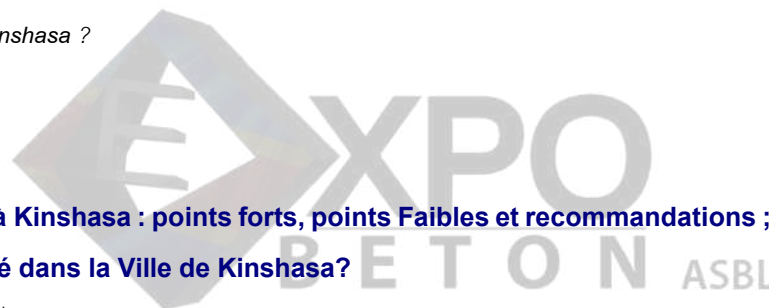 nshasa ?
EXPO
à Kinshasa : points forts, points Faibles et recommandations ;
é dans la Ville de Kinshasa?
BETON ASBL